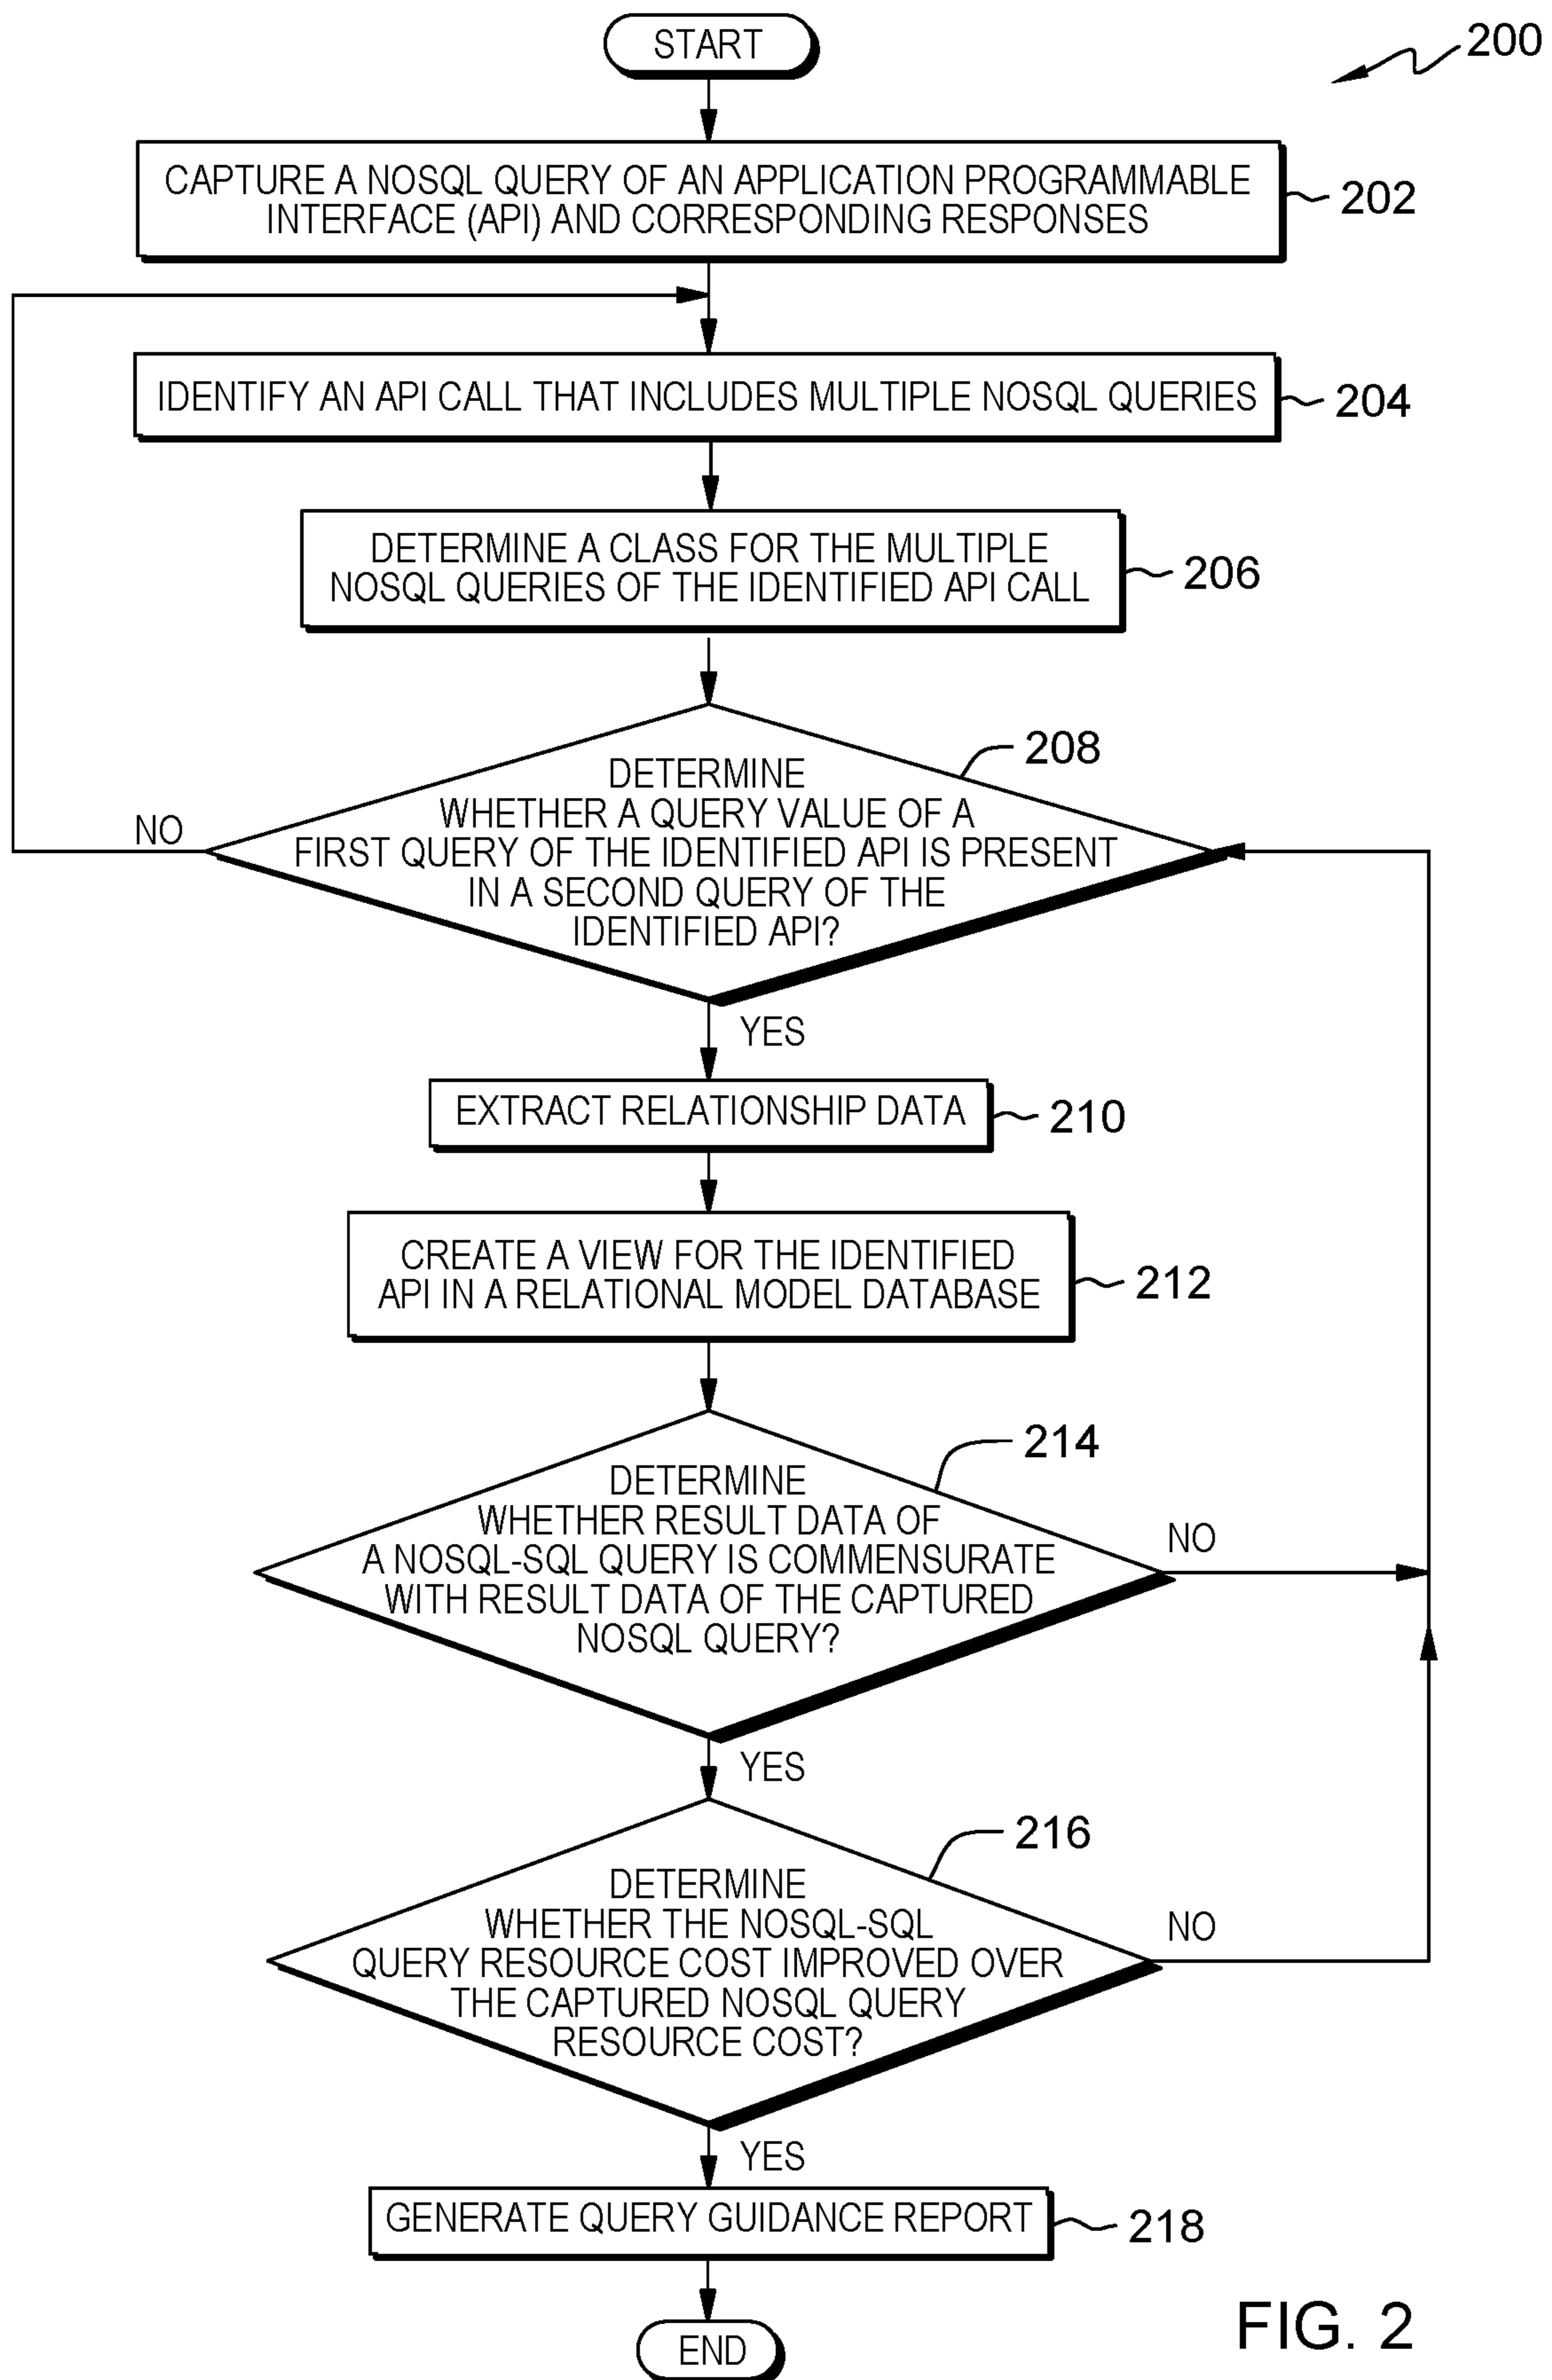 START
200
CAPTURE A NOSQL QUERY OF AN APPLICATION PROGRAMMABLE
INTERFACE (API) AND CORRESPONDING RESPONSES
202
IDENTIFY AN API CALL THAT INCLUDES MULTIPLE NOSQL QUERIES
204
DETERMINE A CLASS FOR THE MULTIPLE
NOSQL QUERIES OF THE IDENTIFIED API CALL
206
208
DETERMINE
WHETHER A QUERY VALUE OF A
FIRST QUERY OF THE IDENTIFIED API IS PRESENT
IN A SECOND QUERY OF THE
IDENTIFIED API?
NO
YES
EXTRACT RELATIONSHIP DATA
210
CREATE A VIEW FOR THE IDENTIFIED
API IN A RELATIONAL MODEL DATABASE
212
214
DETERMINE
WHETHER RESULT DATA OF
A NOSQL-SQL QUERY IS COMMENSURATE
WITH RESULT DATA OF THE CAPTURED
NOSQL QUERY?
NO
YES
216
DETERMINE
WHETHER THE NOSQL-SQL
QUERY RESOURCE COST IMPROVED OVER
THE CAPTURED NOSQL QUERY
RESOURCE COST?
NO
YES
GENERATE QUERY GUIDANCE REPORT
218
END
FIG. 2